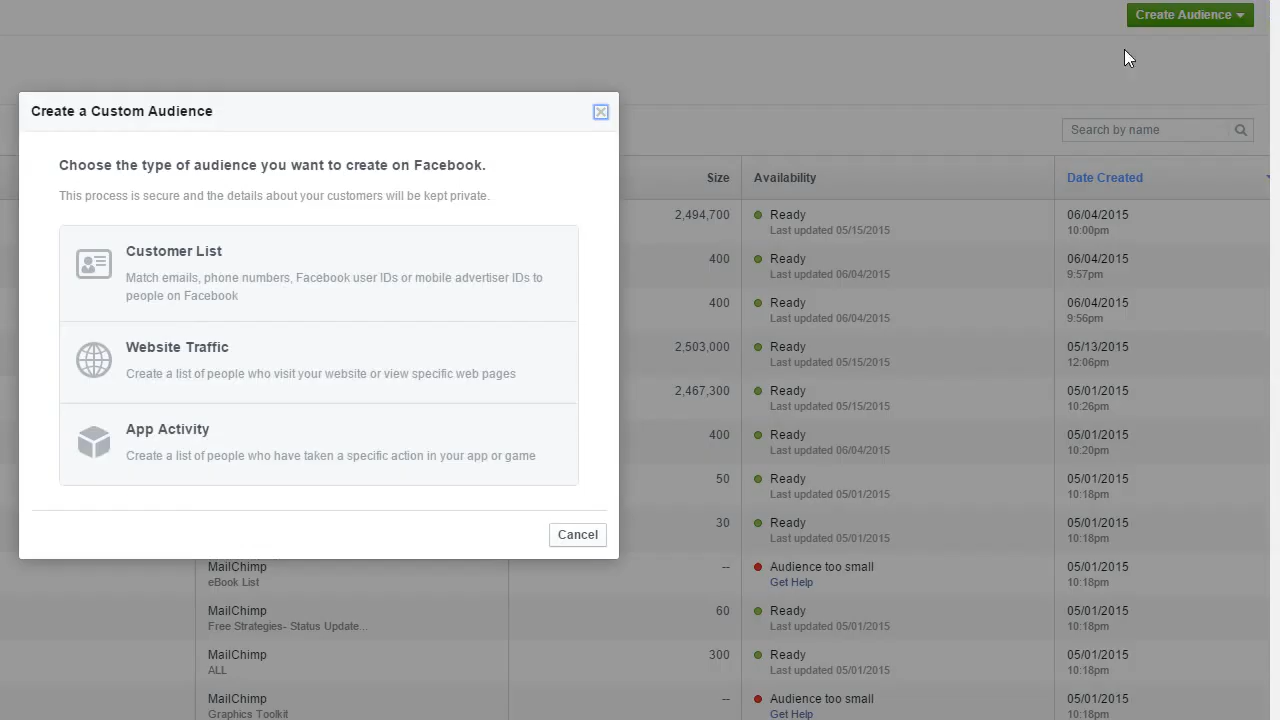 Create Audience
Create a Custom Audience
Choose the type of audience you want to create on Facebook.
This process is secure and the details about your customers will be kept private.
Customer List
Match emails, phone numbers, Facebook user IDs or mobile advertiser IDs to
people on Facebook
Website Traffic
Create a list of people who visit your website or view specific web pages
App Activity
Create a list of people who have taken a specific action in your app or game
Cancel
Search by name
Size Availability Date Created
2,494,700 Ready 06/04/2015
Last updated 05/15/2015 10:00pm
400 Ready 06/04/2015
Last updated 06/04/2015 9:57pm
400 Ready 06/04/2015
Last updated 06/04/2015 9:56pm
2,503,000 Ready 05/13/2015
Last updated 05/15/2015 12:06pm
2,467,300 Ready 05/01/2015
Last updated 05/15/2015 10:26pm
400 Ready 05/01/2015
Last updated 06/04/2015 10:20pm
50 Ready 05/01/2015
Last updated 05/01/2015 10:18pm
30 Ready 05/01/2015
Last updated 05/01/2015 10:18pm
MailChimp -- Audience too small 05/01/2015
eBook List Get Help 10:18pm
MailChimp 60 Ready 05/01/2015
Free Strategies- Status Update... Last updated 05/01/2015 10:18pm
MailChimp 300 Ready 05/01/2015
ALL Last updated 05/01/2015 10:18pm
MailChimp -- Audience too small 05/01/2015
Graphics Toolkit Get Help 10:18pm